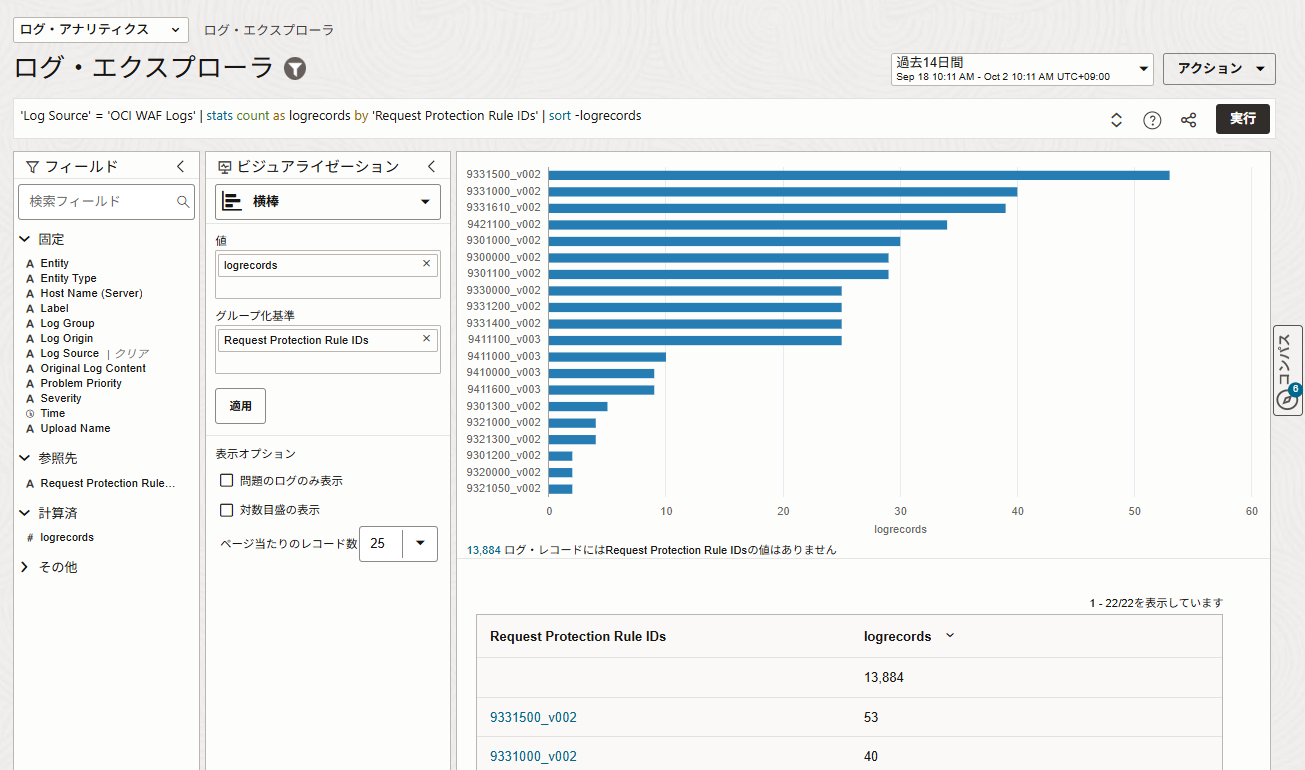 ログ・アナリティクス
ログ・エクスプローラ
ログ・エクスプローラ
過去14日間
Sep 18 10:11 AM - Oct 2 10:11 AM UTC+09:00
アクション
'Log Source' = 'OCI WAF Logs' | stats count as logrecords by 'Request Protection Rule IDs' | sort -logrecords
実行
フィールド
検索フィールド
固定
A Entity
A Entity Type
A Host Name (Server)
A Label
A Log Group
A Log Origin
A Log Source | クリア
A Original Log Content
A Problem Priority
A Severity
Time
A Upload Name
参照先
A Request Protection Rule...
計算済
# logrecords
その他
ビジュアライゼーション
横棒
値
logrecords ×
グループ化基準
Request Protection Rule IDs ×
適用
表示オプション
問題のログのみ表示
対数目盛の表示
ページ当たりのレコード数 25
9331500_v002
9331000_v002
9331610_v002
9421100_v002
9301000_v002
9300000_v002
9301100_v002
9330000_v002
9331200_v002
9331400_v002
9411100_v003
9411000_v003
9410000_v003
9411600_v003
9301300_v002
9321000_v002
9321300_v002
9301200_v002
9320000_v002
9321050_v002
0 10 20 30 40 50 60
logrecords
13,884 ログ・レコードにはRequest Protection Rule IDsの値はありません
1 - 22/22を表示しています
Request Protection Rule IDs logrecords
13,884
9331500_v002 53
9331000_v002 40
コンパス
6